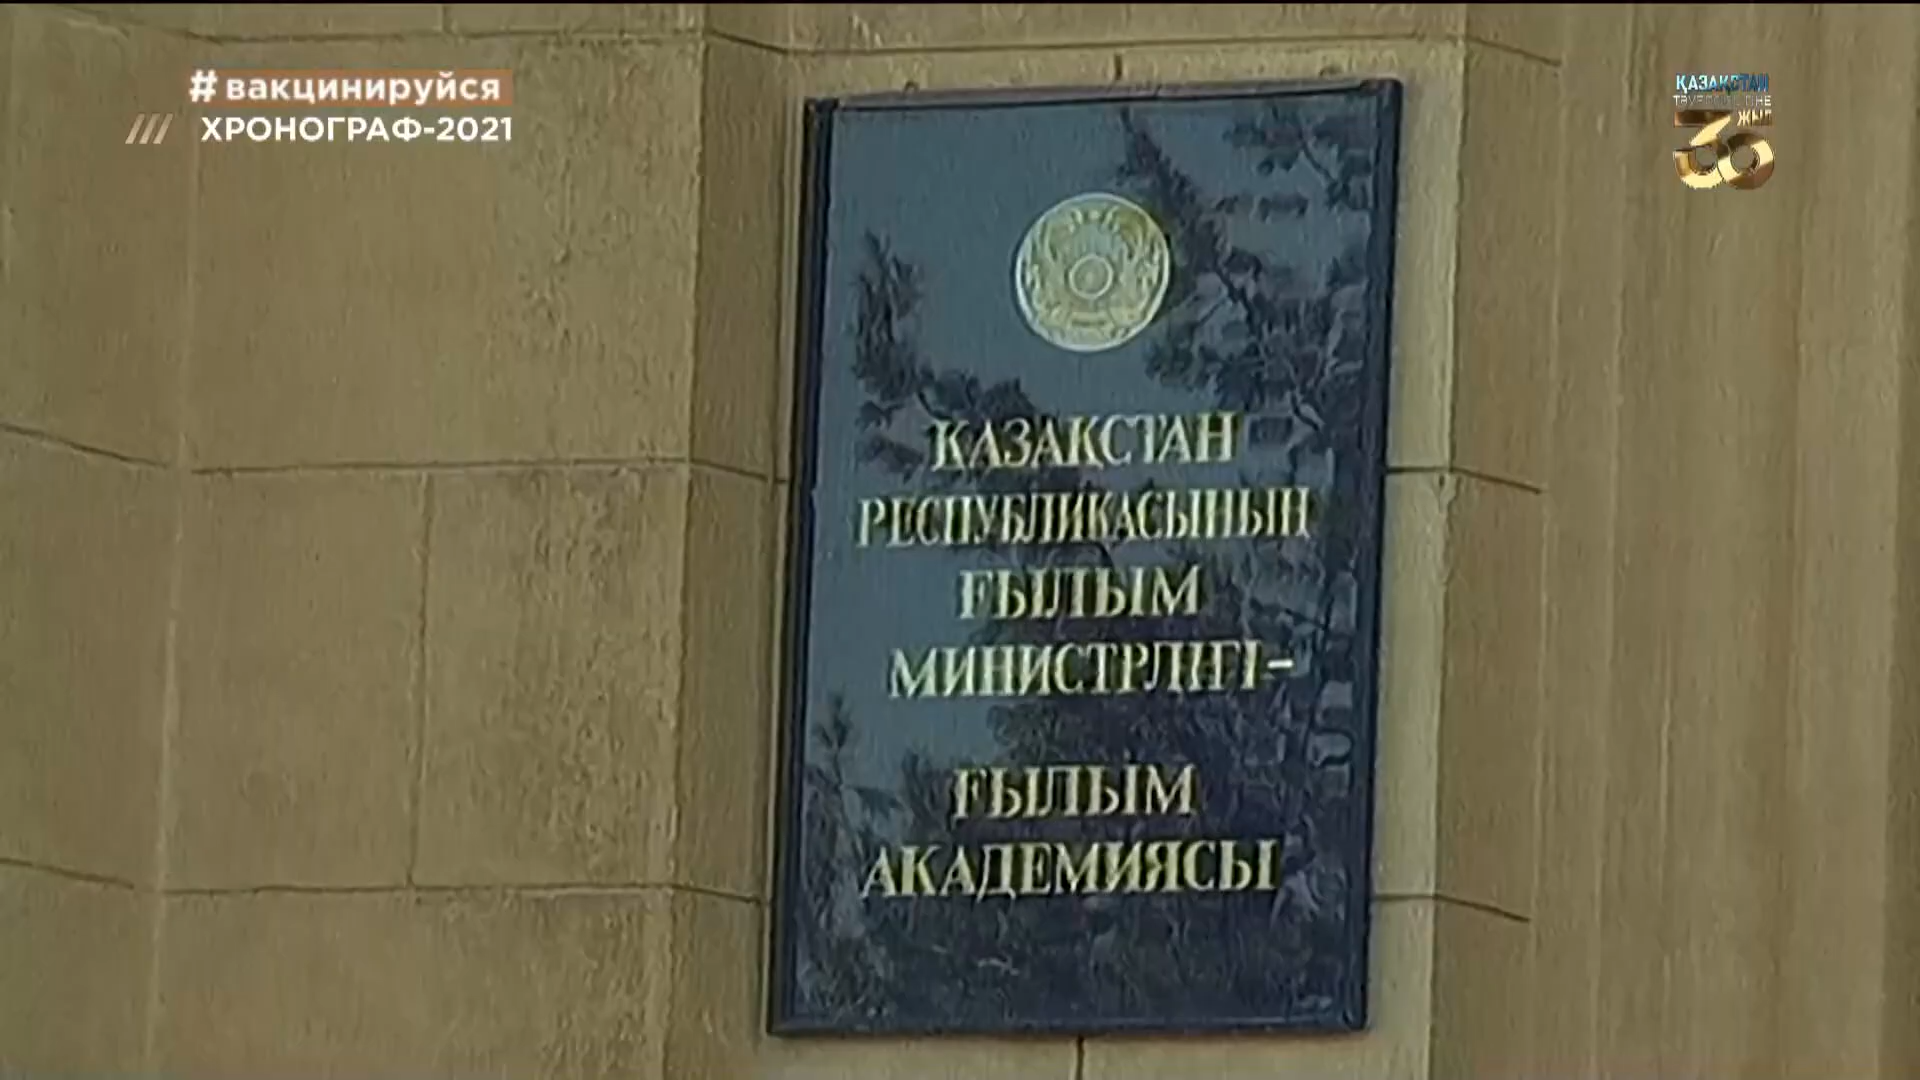 #вакцинируйся
/// ХРОНОГРАФ-2021
ҚАЗАҚСТАН
ЖЫЛ
30
ҚАЗАҚСТАН
РЕСПУБЛИКАСЫНЫҢ
ҒЫЛЫМ
МИНИСТРЛІГІ-
ҒЫЛЫМ
АКАДЕМИЯСЫ